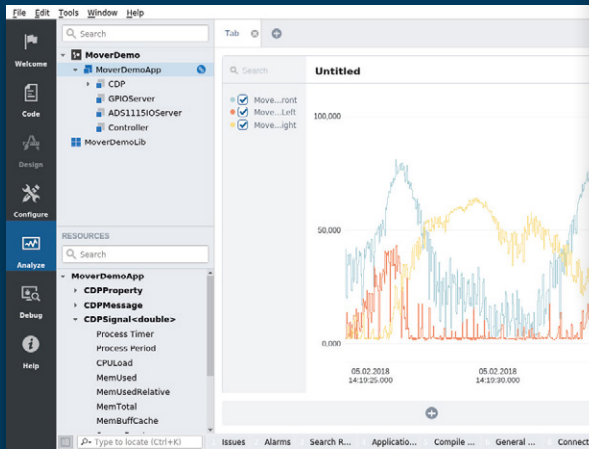 File Edit Tools Window Help
Welcome
Code
Design
Configure
Analyze
Debug
Help
Search
MoverDemo
MoverDemoApp
CDP
GPIOServer
ADS1115IOServer
Controller
MoverDemoLib
RESOURCES
Search
MoverDemoApp
CDPProperty
CDPMessage
CDPSignal<double>
Process Timer
Process Period
CPULoad
MemUsed
MemUsedRelative
MemTotal
MemBuffCache
Tab
Search
Untitled
Move...ront
Move...Left
Move...ight
100,000
50,000
0,000
05.02.2018
14:19:25.000
05.02.2018
14:19:30.000
Type to locate (Ctrl+K)
Issues Alarms Search R... Applicatio... Compile ... General ... Connect